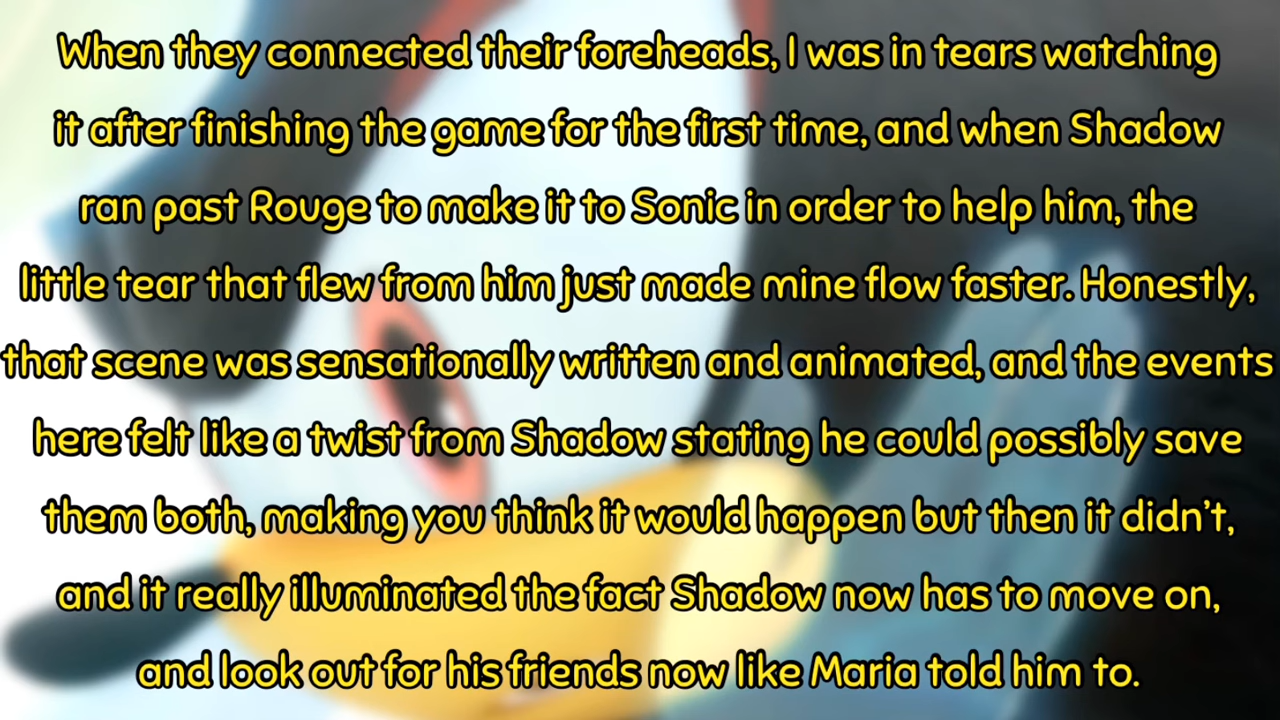 When they connected their foreheads, I was in tears watching
it after finishing the game for the first time, and when Shadow
ran past Rouge to make it to Sonic in order to help him, the
little tear that flew from him just made mine flow faster. Honestly,
that scene was sensationally written and animated, and the events
here felt like a twist from Shadow stating he could possibly save
them both, making you think it would happen but then it didn’t,
and it really illuminated the fact Shadow now has to move on,
and look out for his friends now like Maria told him to.